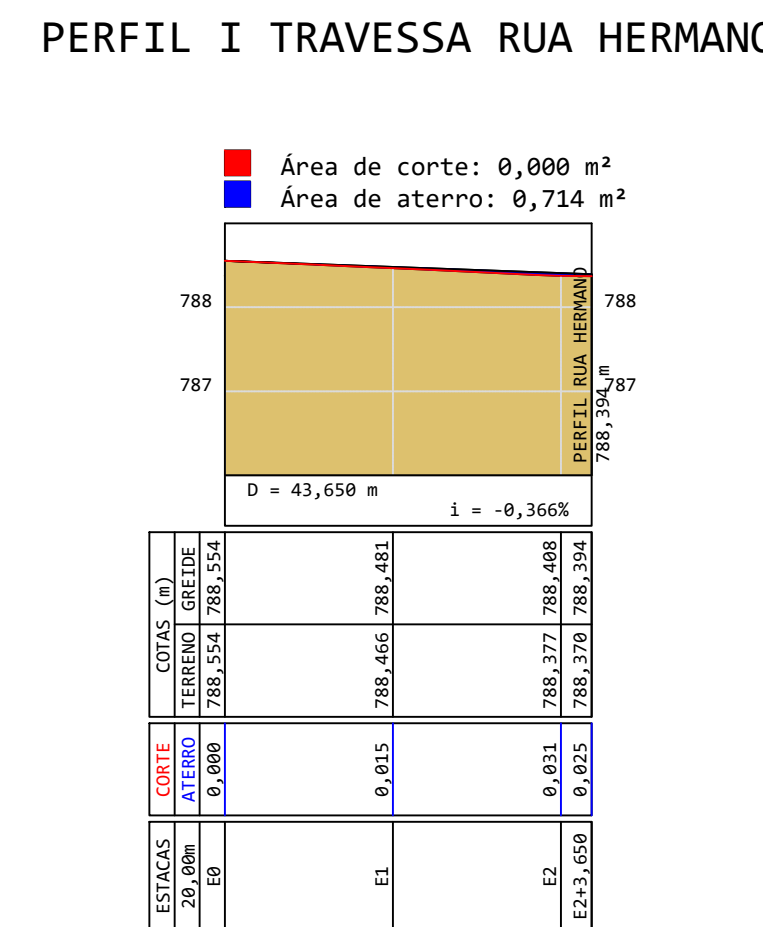 PERFIL I TRAVESSA RUA HERMANO
Área de corte: 0,000 m²
Área de aterro: 0,714 m²
788
788
787
787
PERFIL RUA HERMANO
788,394 m
D = 43,650 m
i = -0,366%
COTAS (m)
GREIDE
788,554
788,481
788,408
788,394
TERRENO
788,554
788,466
788,377
788,370
CORTE
ATERRO
0,000
0,015
0,031
0,025
ESTACAS
20,00m
E0
E1
E2
E2+3,650